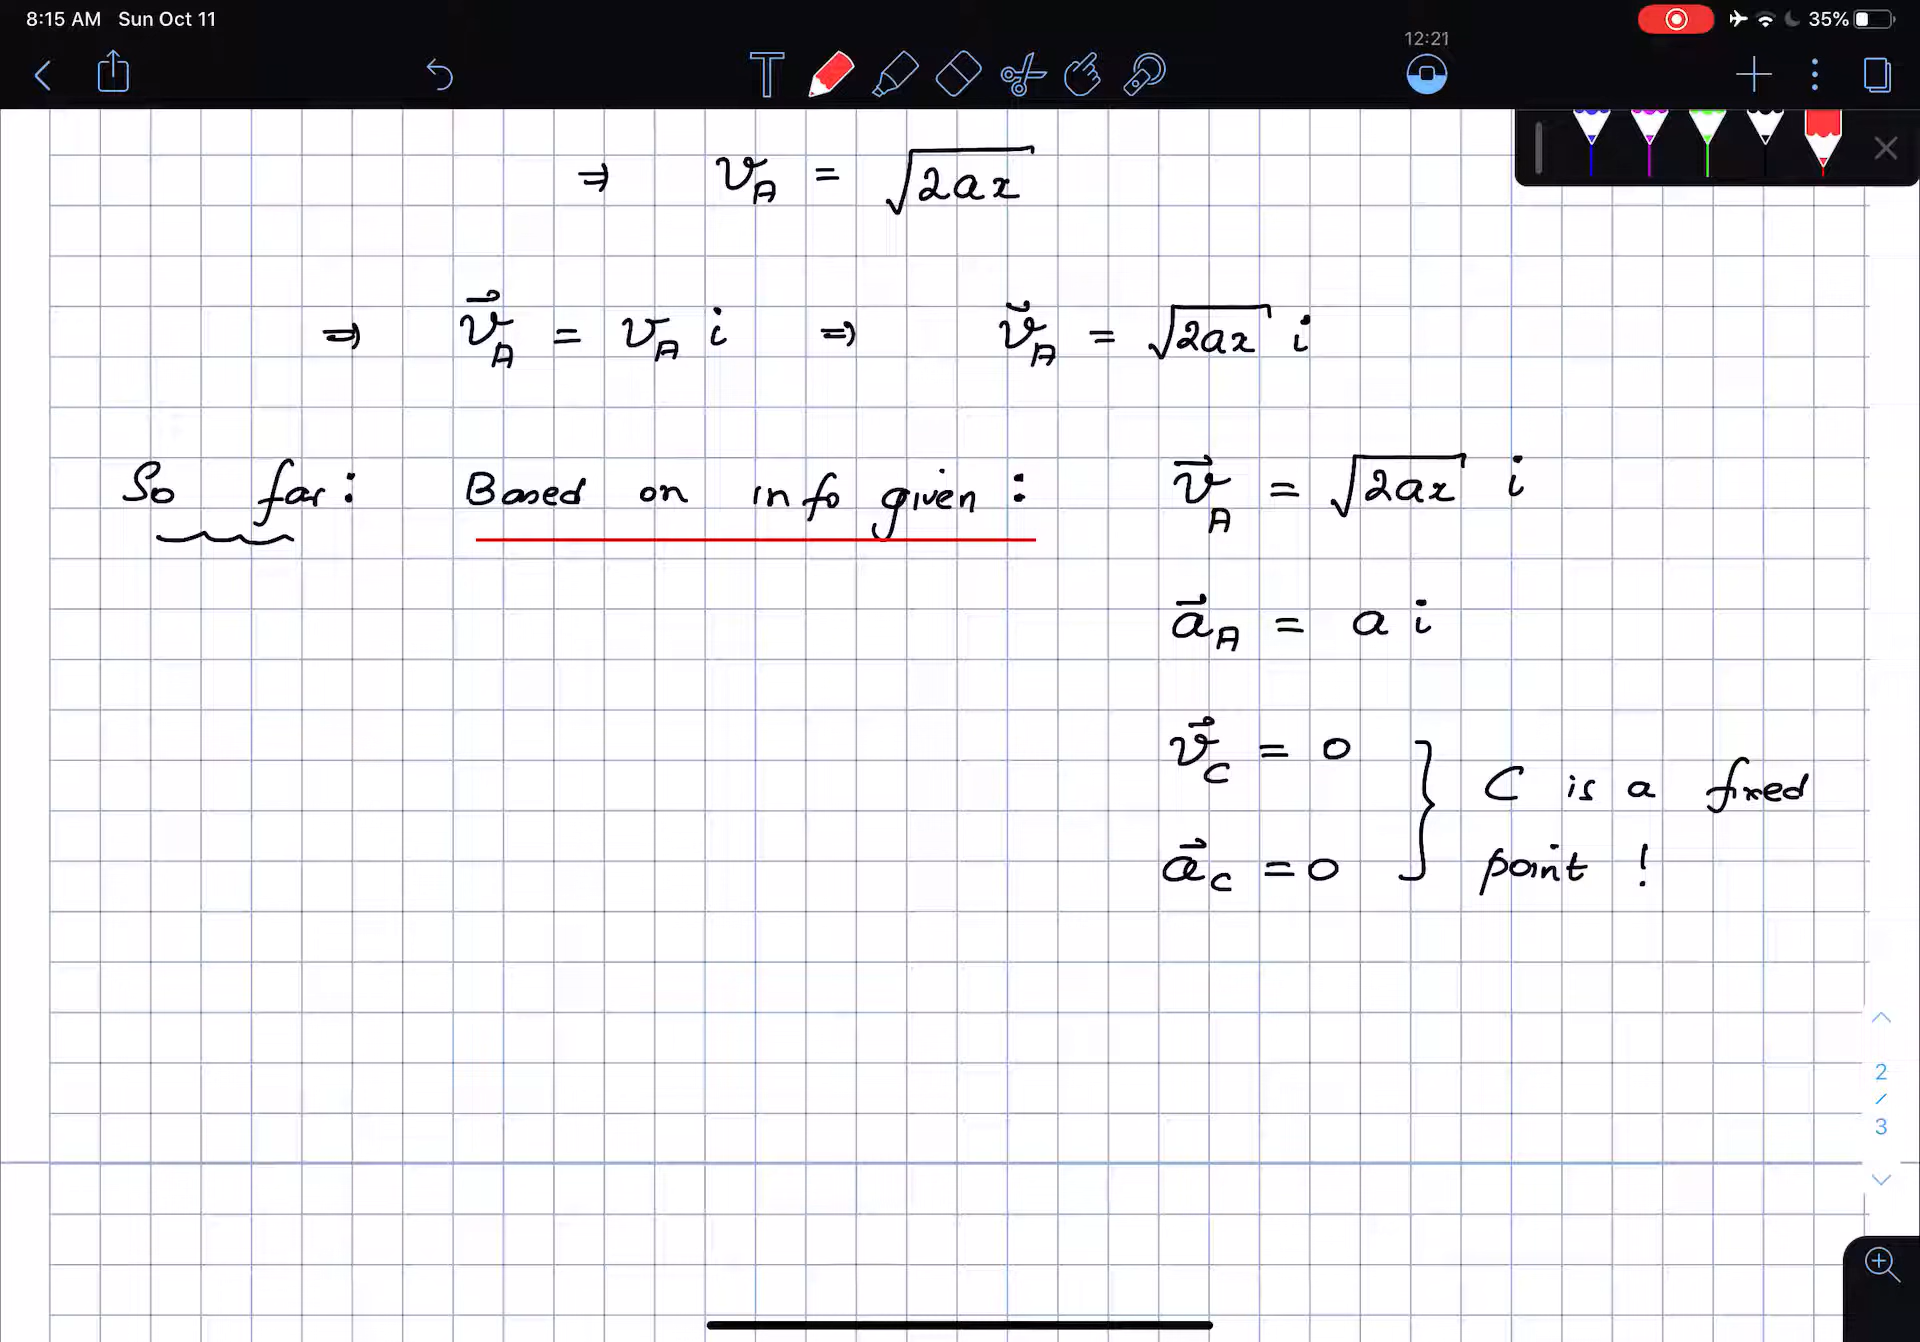 8:15 AM Sun Oct 11
35%
12:21
⇒ v_A = √2ax
⇒ v⃗_A = v_A i ⇒ v⃗_A = √2ax i
So far: Based on info given: v⃗_A = √2ax i
a⃗_A = a i
v⃗_C = 0
C is a fixed
a⃗_C = 0
point !
2
/
3